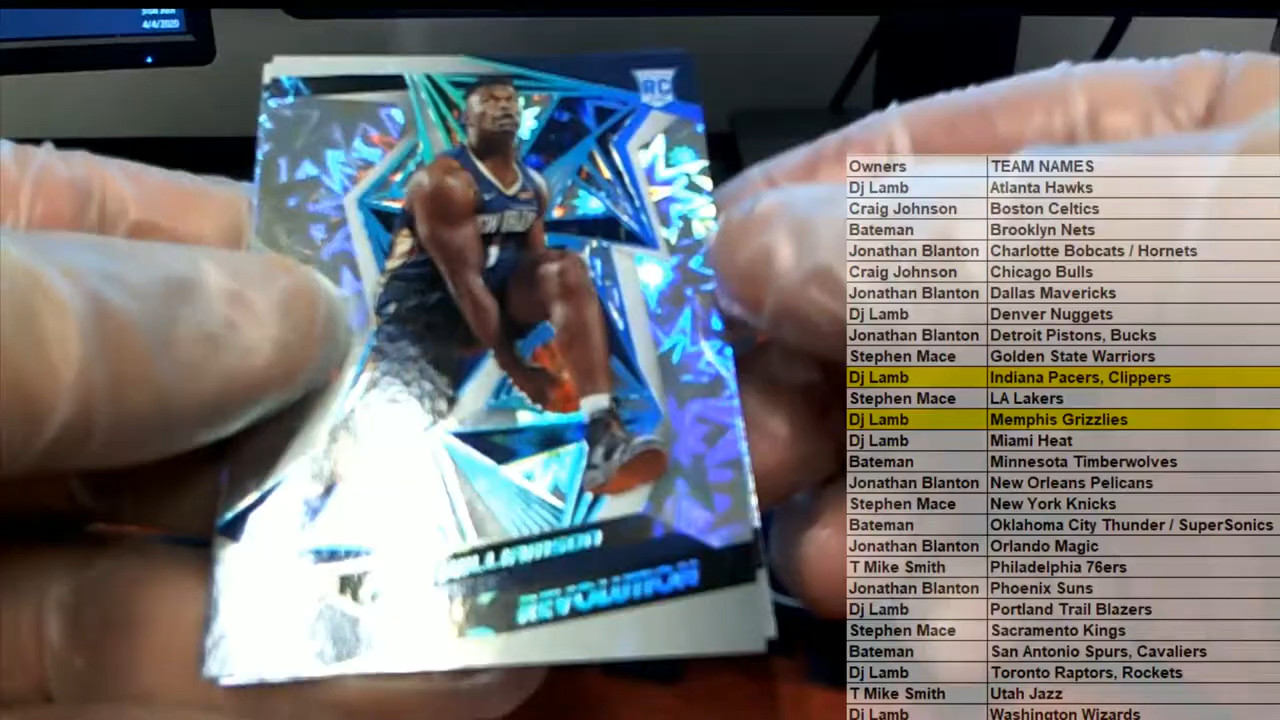 4/4/2020
RC
NEW
1
WILLIAMSON
REVOLUTION
Owners TEAM NAMES
Dj Lamb Atlanta Hawks
Craig Johnson Boston Celtics
Bateman Brooklyn Nets
Jonathan Blanton Charlotte Bobcats / Hornets
Craig Johnson Chicago Bulls
Jonathan Blanton Dallas Mavericks
Dj Lamb Denver Nuggets
Jonathan Blanton Detroit Pistons, Bucks
Stephen Mace Golden State Warriors
Dj Lamb Indiana Pacers, Clippers
Stephen Mace LA Lakers
Dj Lamb Memphis Grizzlies
Dj Lamb Miami Heat
Bateman Minnesota Timberwolves
Jonathan Blanton New Orleans Pelicans
Stephen Mace New York Knicks
Bateman Oklahoma City Thunder / SuperSonics
Jonathan Blanton Orlando Magic
T Mike Smith Philadelphia 76ers
Jonathan Blanton Phoenix Suns
Dj Lamb Portland Trail Blazers
Stephen Mace Sacramento Kings
Bateman San Antonio Spurs, Cavaliers
Dj Lamb Toronto Raptors, Rockets
T Mike Smith Utah Jazz
Dj Lamb Washington Wizards